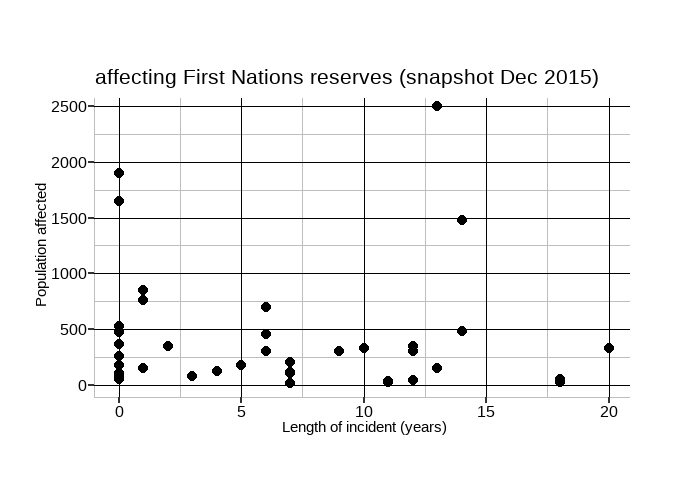 affecting First Nations reserves (snapshot Dec 2015)
2500
2000
1500
1000
500
0
Population affected
0 5 10 15 20
Length of incident (years)